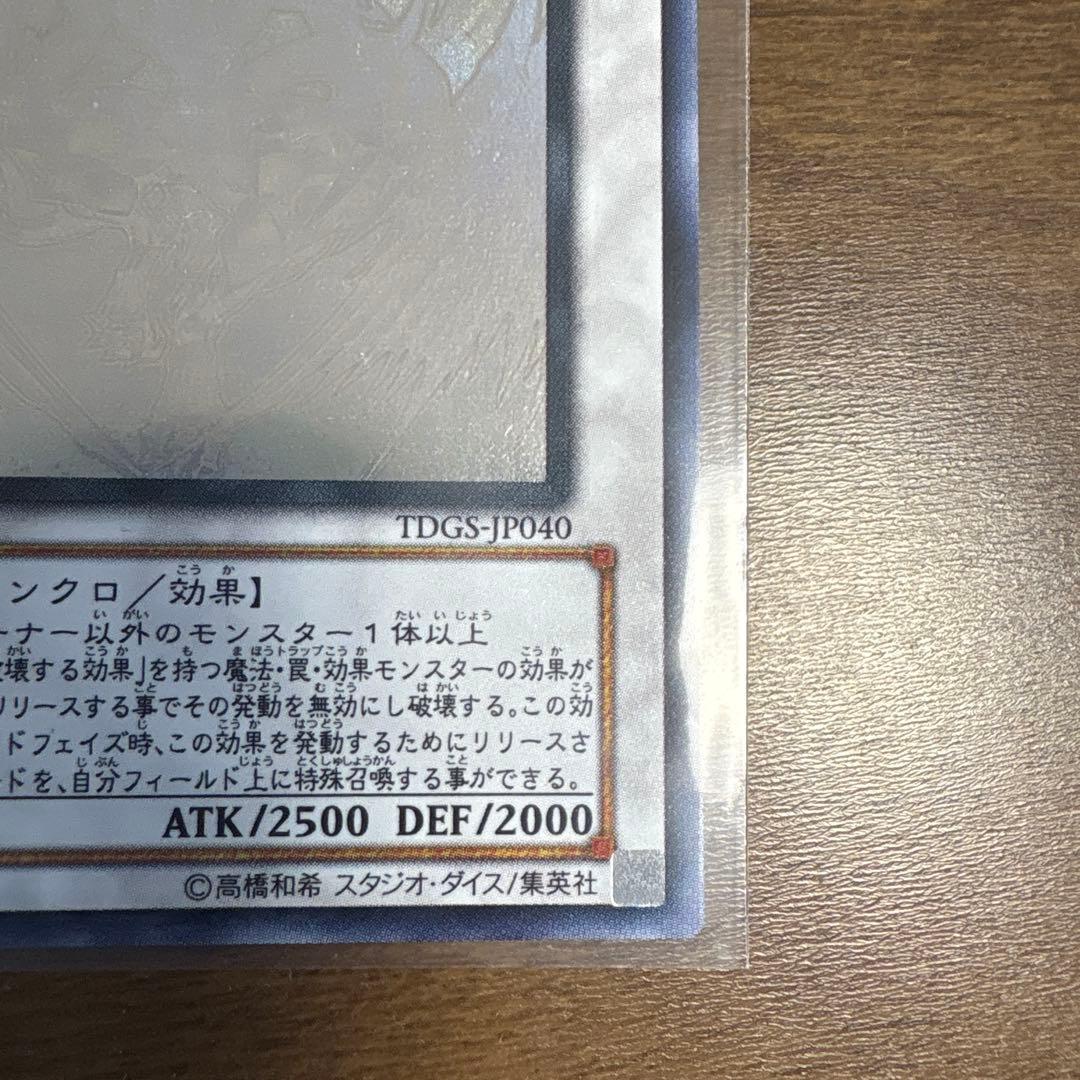 TDGS-JP040
ンクロ／効果】
ーナー以外のモンスター１体以上
壊する効果」を持つ魔法・罠・効果モンスターの効果が
リリースする事でその発動を無効にし破壊する。この効
ドフェイズ時、この効果を発動するためにリリースさ
ードを、自分フィールド上に特殊召喚する事ができる。
ATK/2500 DEF/2000
©高橋和希 スタジオ・ダイス/集英社